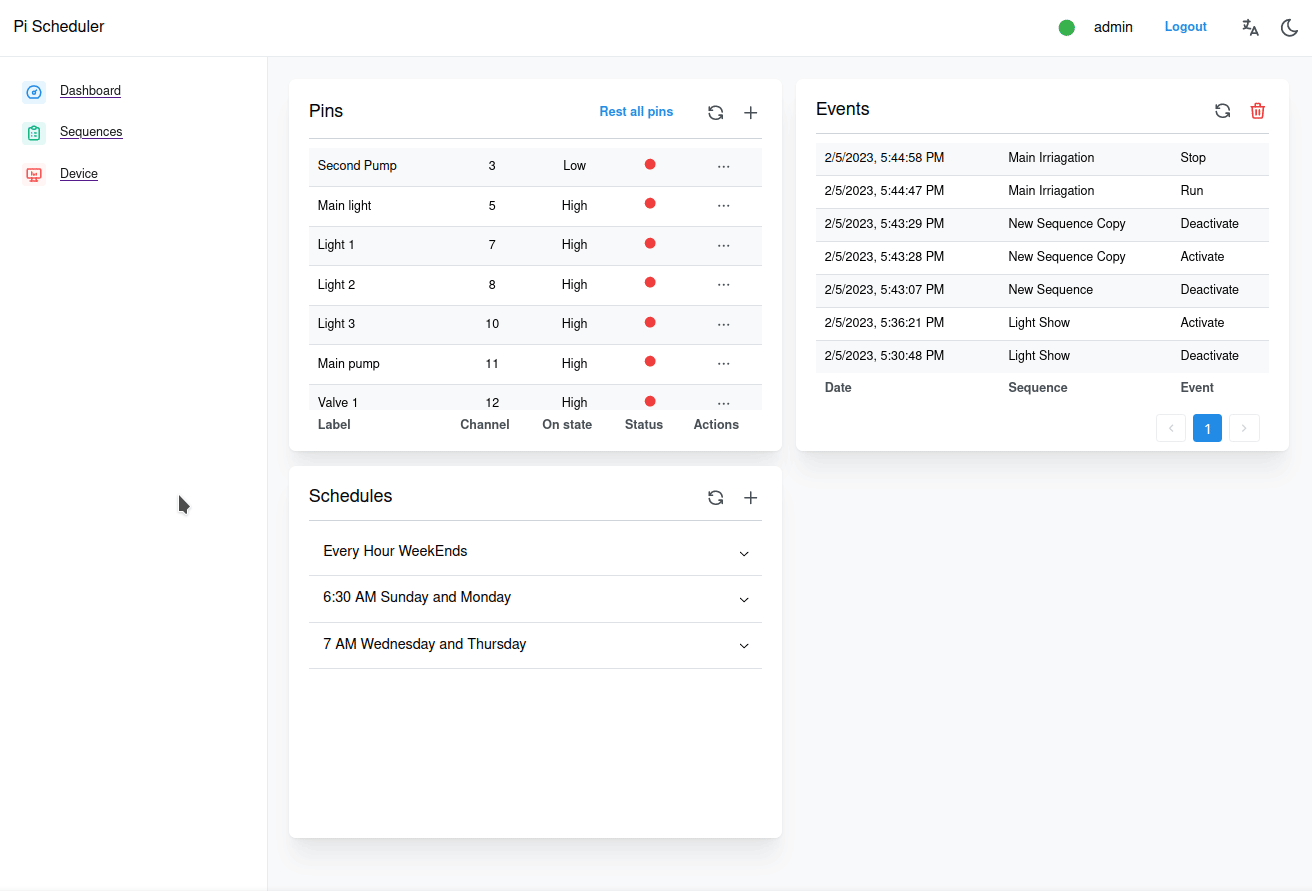 Pi Scheduler
admin Logout
Dashboard
Sequences
Device
Pins Rest all pins
Second Pump 3 Low ...
Main light 5 High ...
Light 1 7 High ...
Light 2 8 High ...
Light 3 10 High ...
Main pump 11 High ...
Valve 1 12 High ...
Label Channel On state Status Actions
Events
2/5/2023, 5:44:58 PM Main Irriagation Stop
2/5/2023, 5:44:47 PM Main Irriagation Run
2/5/2023, 5:43:29 PM New Sequence Copy Deactivate
2/5/2023, 5:43:28 PM New Sequence Copy Activate
2/5/2023, 5:43:07 PM New Sequence Deactivate
2/5/2023, 5:36:21 PM Light Show Activate
2/5/2023, 5:30:48 PM Light Show Deactivate
Date Sequence Event
1
Schedules
Every Hour WeekEnds
6:30 AM Sunday and Monday
7 AM Wednesday and Thursday